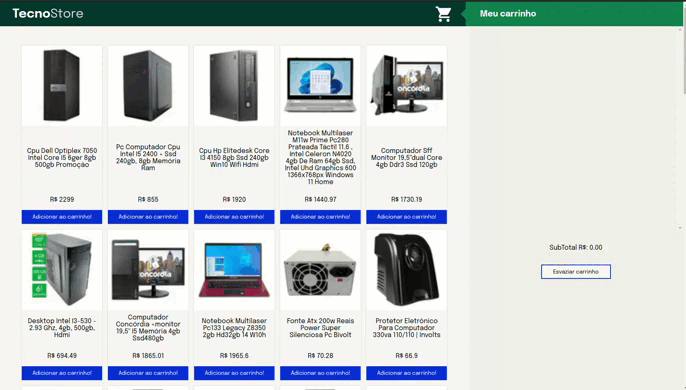 TecnoStore
Meu carrinho
Cpu Dell Optiplex 7050
Intel Core I5 6ger 8gb
500gb Promoção
R$ 2299
Adicionar ao carrinho!
Pc Computador Cpu
Intel I5 2400 + Ssd
240gb, 8gb Memória
Ram
R$ 855
Adicionar ao carrinho!
Cpu Hp Elitedesk Core
I3 4150 8gb Ssd 240gb
Win10 Wifi Hdmi
R$ 1920
Adicionar ao carrinho!
Notebook Multilaser
M11w Prime Pc280
Prateada Táctil 11.6 ,
Intel Celeron N4020
4gb De Ram 64gb Ssd,
Intel Uhd Graphics 600
1366x768px Windows
11 Home
R$ 1440.97
Adicionar ao carrinho!
Computador Sff
Monitor 19,5"dual Core
4gb Ddr3 Ssd 120gb
R$ 1730.19
Adicionar ao carrinho!
Desktop Intel I3-530 -
2.93 Ghz, 4gb, 500gb,
Hdmi
R$ 694.49
Adicionar ao carrinho!
concórdia
Computador
Concórdia +monitor
19,5" I5 Memória 4gb
Ssd480gb
R$ 1865.01
Adicionar ao carrinho!
Notebook Multilaser
Pc133 Legacy Z8350
2gb Hd32gb 14 W10h
R$ 1965.6
Adicionar ao carrinho!
Fonte Atx 200w Reais
Power Super
Silenciosa Pc Bivolt
R$ 70.28
Adicionar ao carrinho!
Protetor Eletrônico
Para Computador
330va 110/110 | Involts
R$ 66.9
Adicionar ao carrinho!
SubTotal R$: 0.00
Esvaziar carrinho